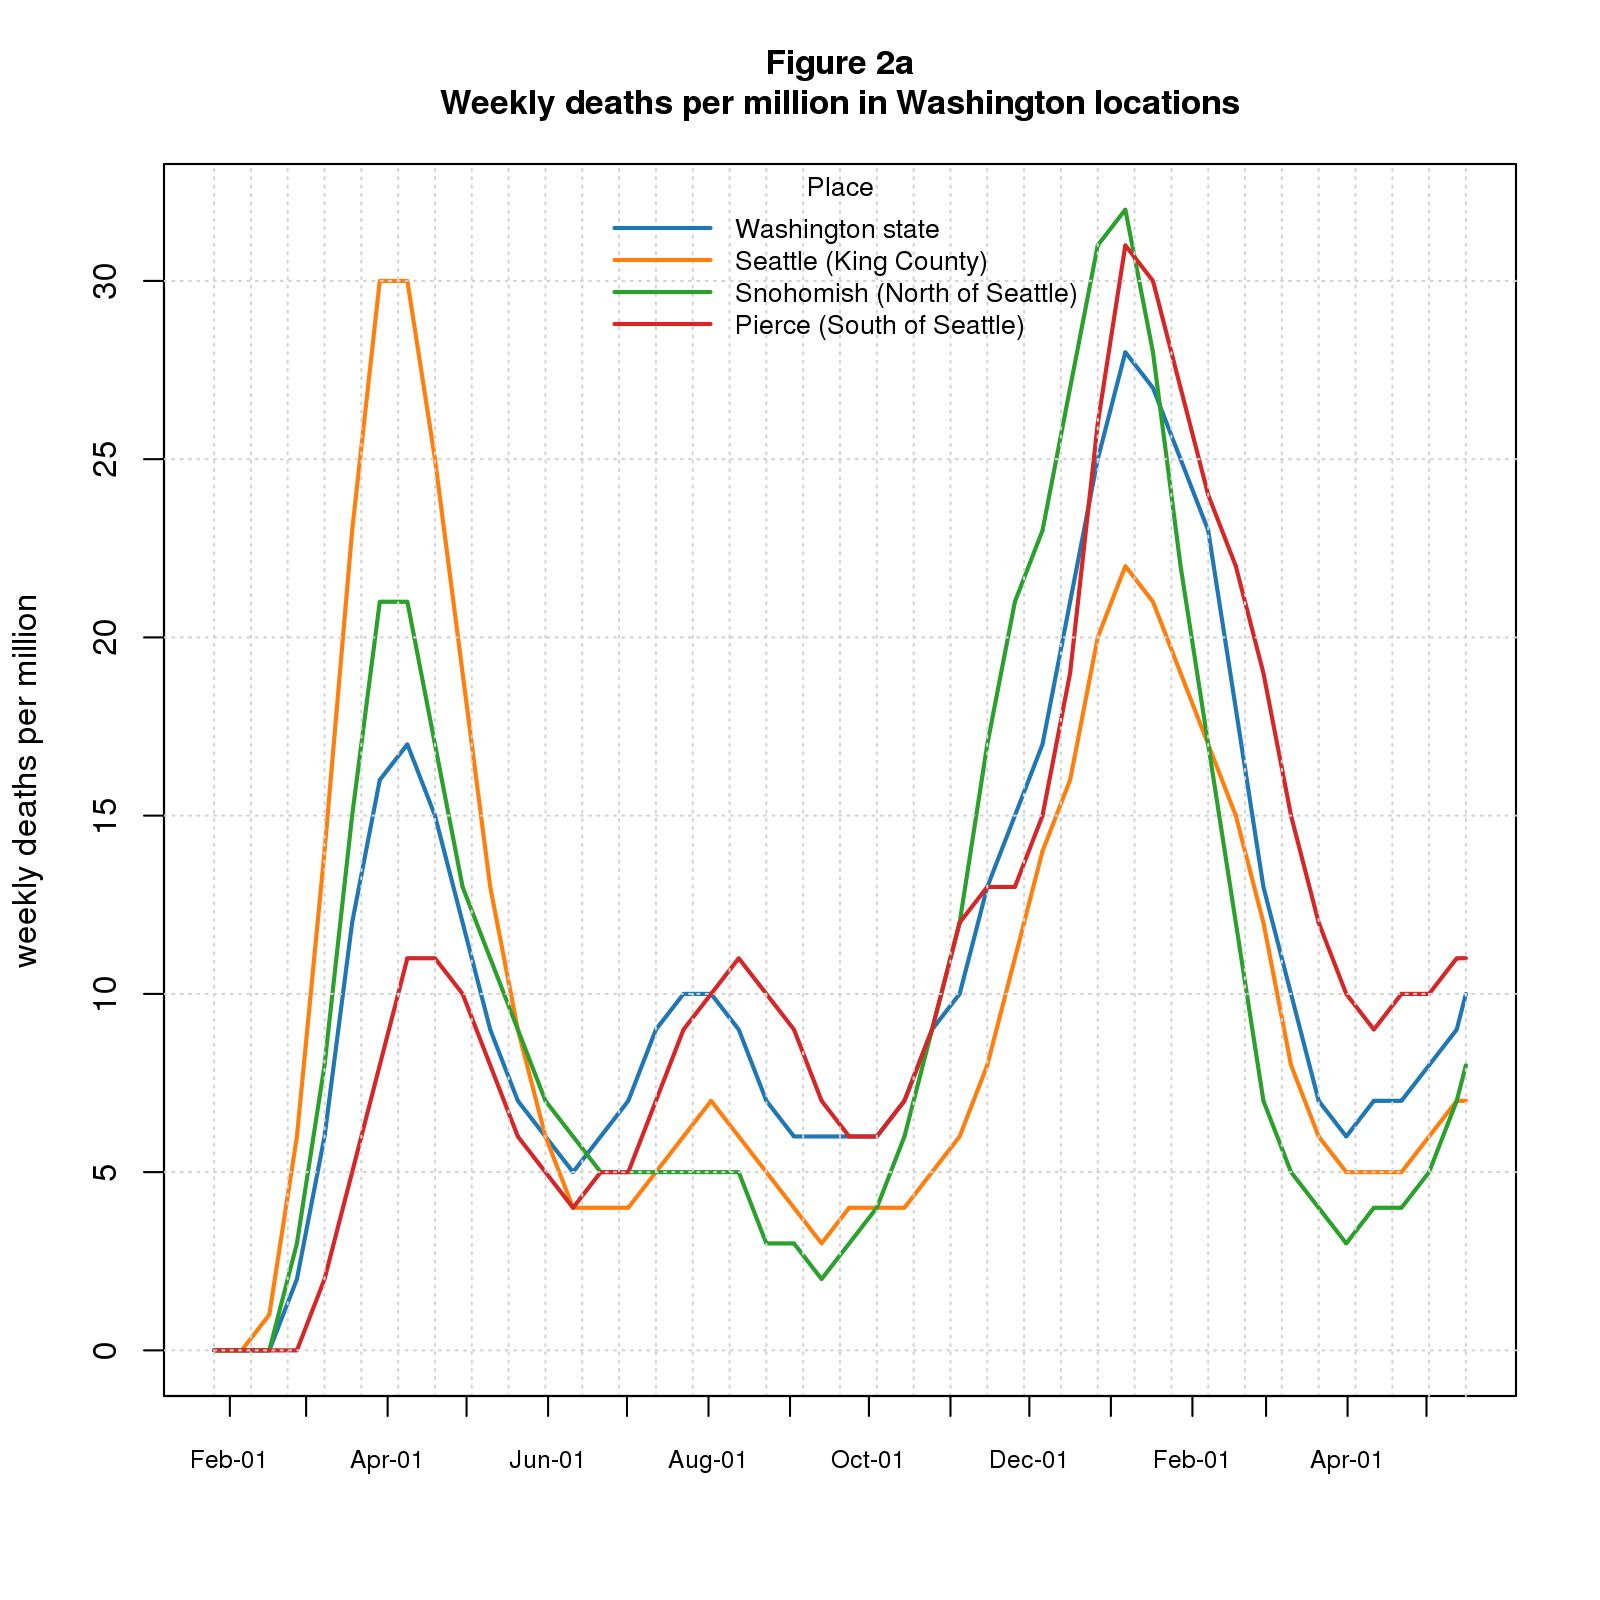 Figure 2a
Weekly deaths per million in Washington locations
Place
Washington state
Seattle (King County)
Snohomish (North of Seattle)
Pierce (South of Seattle)
weekly deaths per million
30
25
20
15
10
5
0
Feb-01 Apr-01 Jun-01 Aug-01 Oct-01 Dec-01 Feb-01 Apr-01